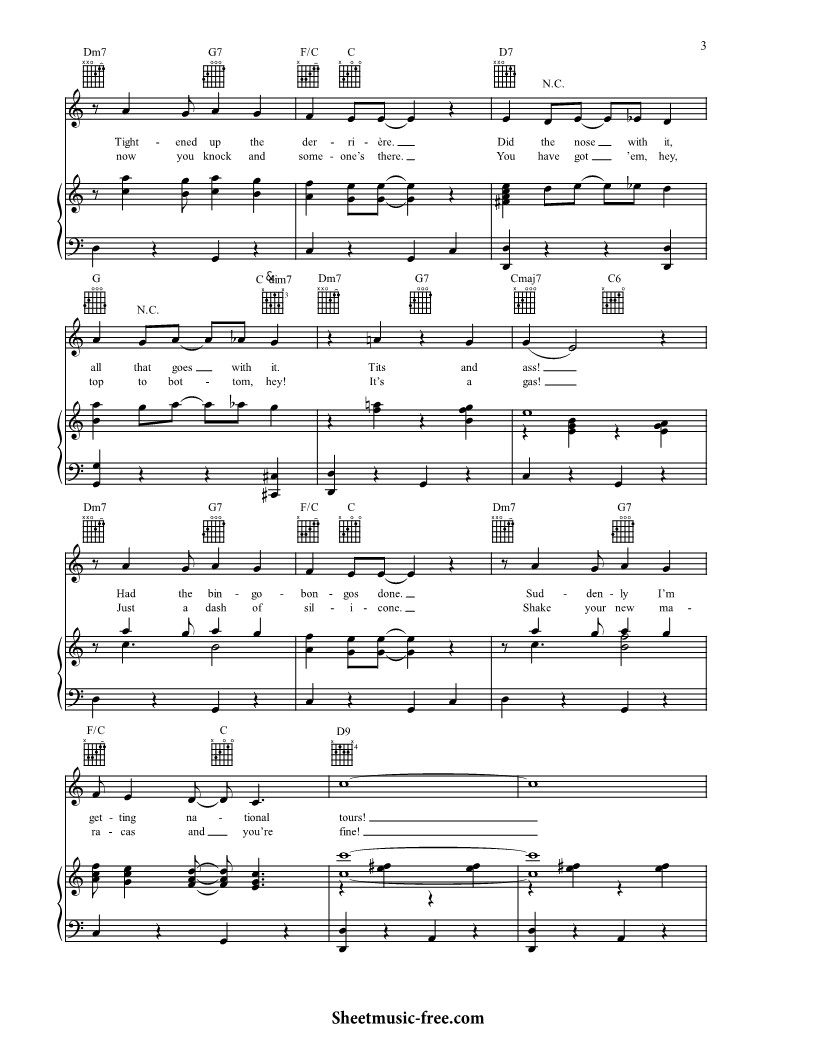 3
Dm7 G7 F/C C D7 N.C.
Tight - ened up the der - ri - ère. Did the nose with it,
now you knock and some - one's there. You have got 'em, hey,
G N.C. C♯dim7 Dm7 G7 Cmaj7 C6
3
all that goes with it. Tits and ass!
top to bot - tom, hey! It's a gas!
Dm7 G7 F/C C Dm7 G7
Had the bin - go - bon - gos done. Sud - den - ly I'm
Just a dash of sil - i - cone. Shake your new ma -
F/C C D9
4
get - ting na - tional tours!
ra - cas and you're fine!
Sheetmusic-free.com